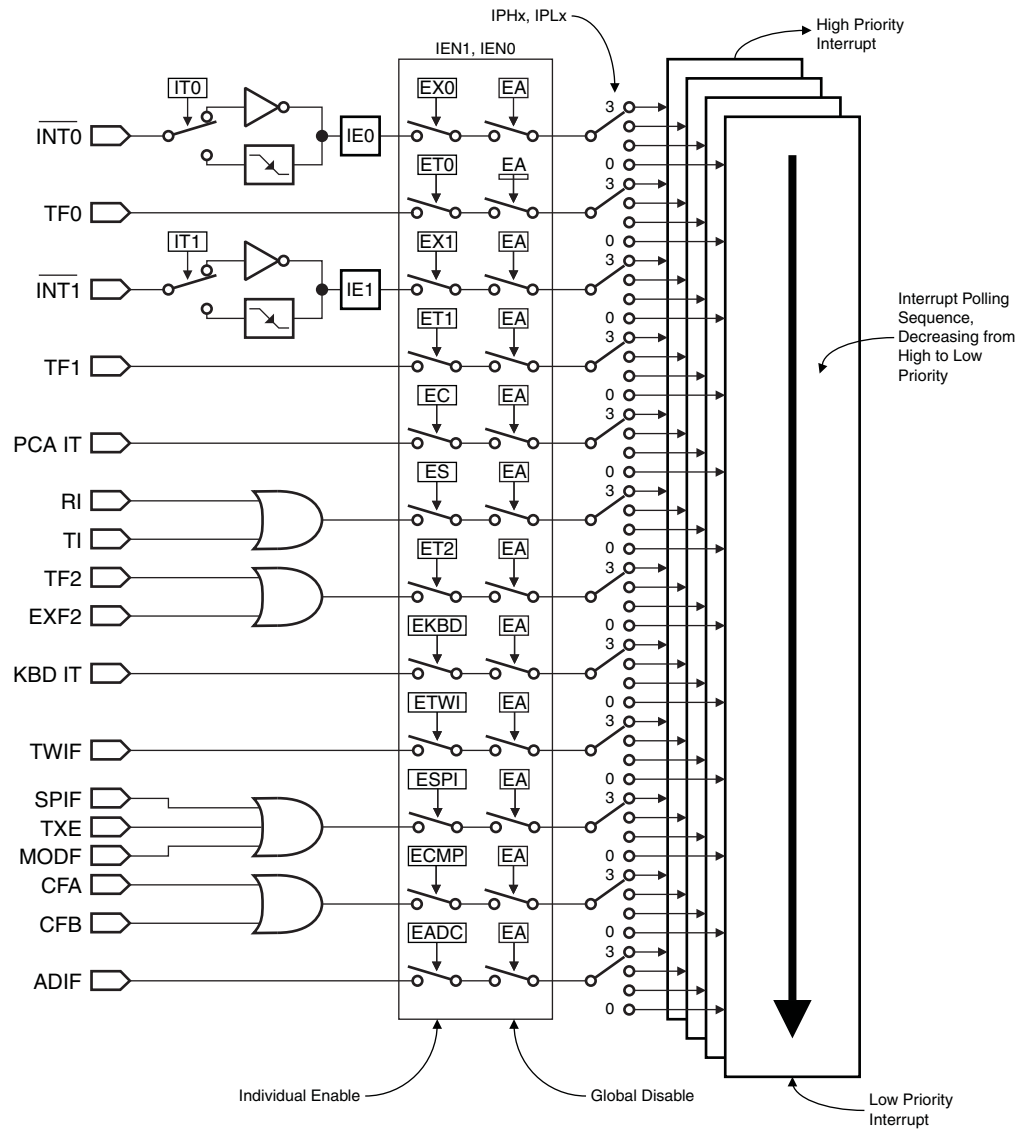 IPHx, IPLx
High Priority
Interrupt
IEN1, IEN0
IT0
EX0
EA
3
INT0
IE0
0
ET0
EA
3
TF0
0
IT1
EX1
EA
3
INT1
IE1
0
ET1
EA
3
TF1
0
EC
EA
3
PCA IT
0
ES
EA
3
RI
TI
0
ET2
EA
3
TF2
EXF2
0
EKBD
EA
3
KBD IT
0
ETWI
EA
3
TWIF
0
ESPI
EA
3
SPIF
TXE
MODF
0
ECMP
EA
3
CFA
CFB
0
EADC
EA
3
ADIF
0
Interrupt Polling
Sequence,
Decreasing from
High to Low
Priority
Individual Enable
Global Disable
Low Priority
Interrupt